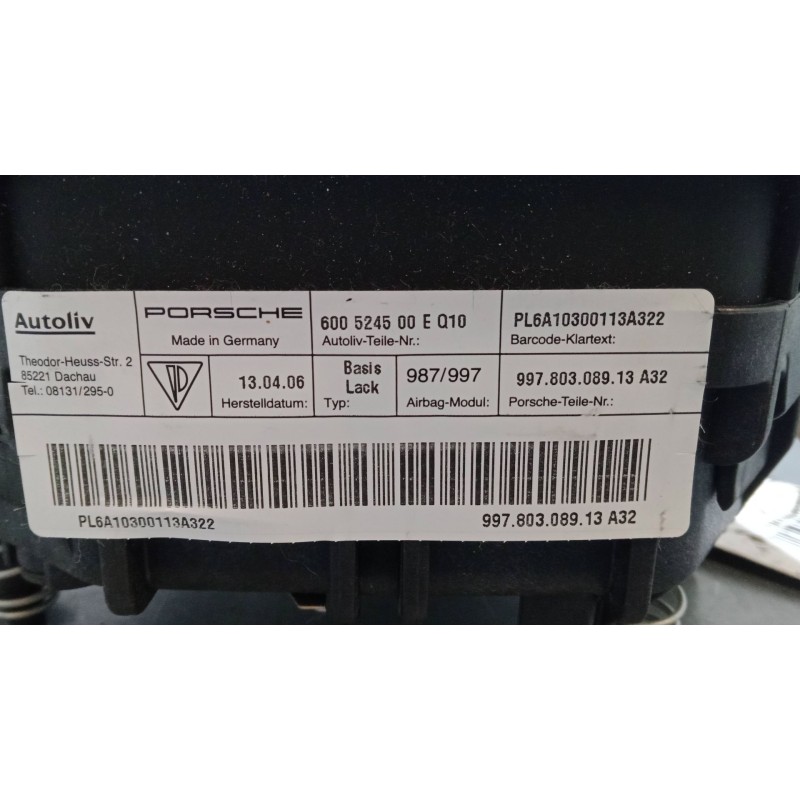 Autoliv
Theodor-Heuss-Str. 2
85221 Dachau
Tel.: 08131/295-0
PORSCHE
Made in Germany
13.04.06
Herstelldatum:
600 5245 00 E Q10
Autoliv-Teile-Nr.:
Basis
Lack
Typ:
987/997
Airbag-Modul:
PL6A10300113A322
Barcode-Klartext:
997.803.089.13 A32
Porsche-Teile-Nr.:
PL6A10300113A322
997.803.089.13 A32